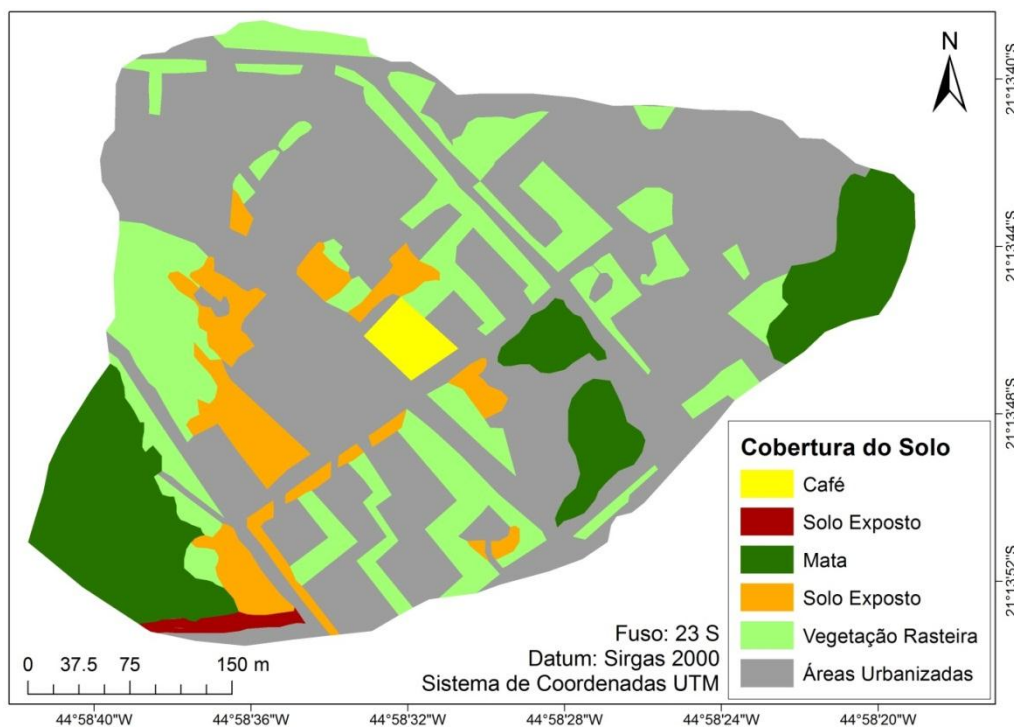 N
21°13'40"S
21°13'44"S
21°13'48"S
21°13'52"S
Cobertura do Solo
Café
Solo Exposto
Mata
Solo Exposto
Vegetação Rasteira
Áreas Urbanizadas
Fuso: 23 S
Datum: Sirgas 2000
Sistema de Coordenadas UTM
0 37.5 75 150 m
44°58'40"W 44°58'36"W 44°58'32"W 44°58'28"W 44°58'24"W 44°58'20"W